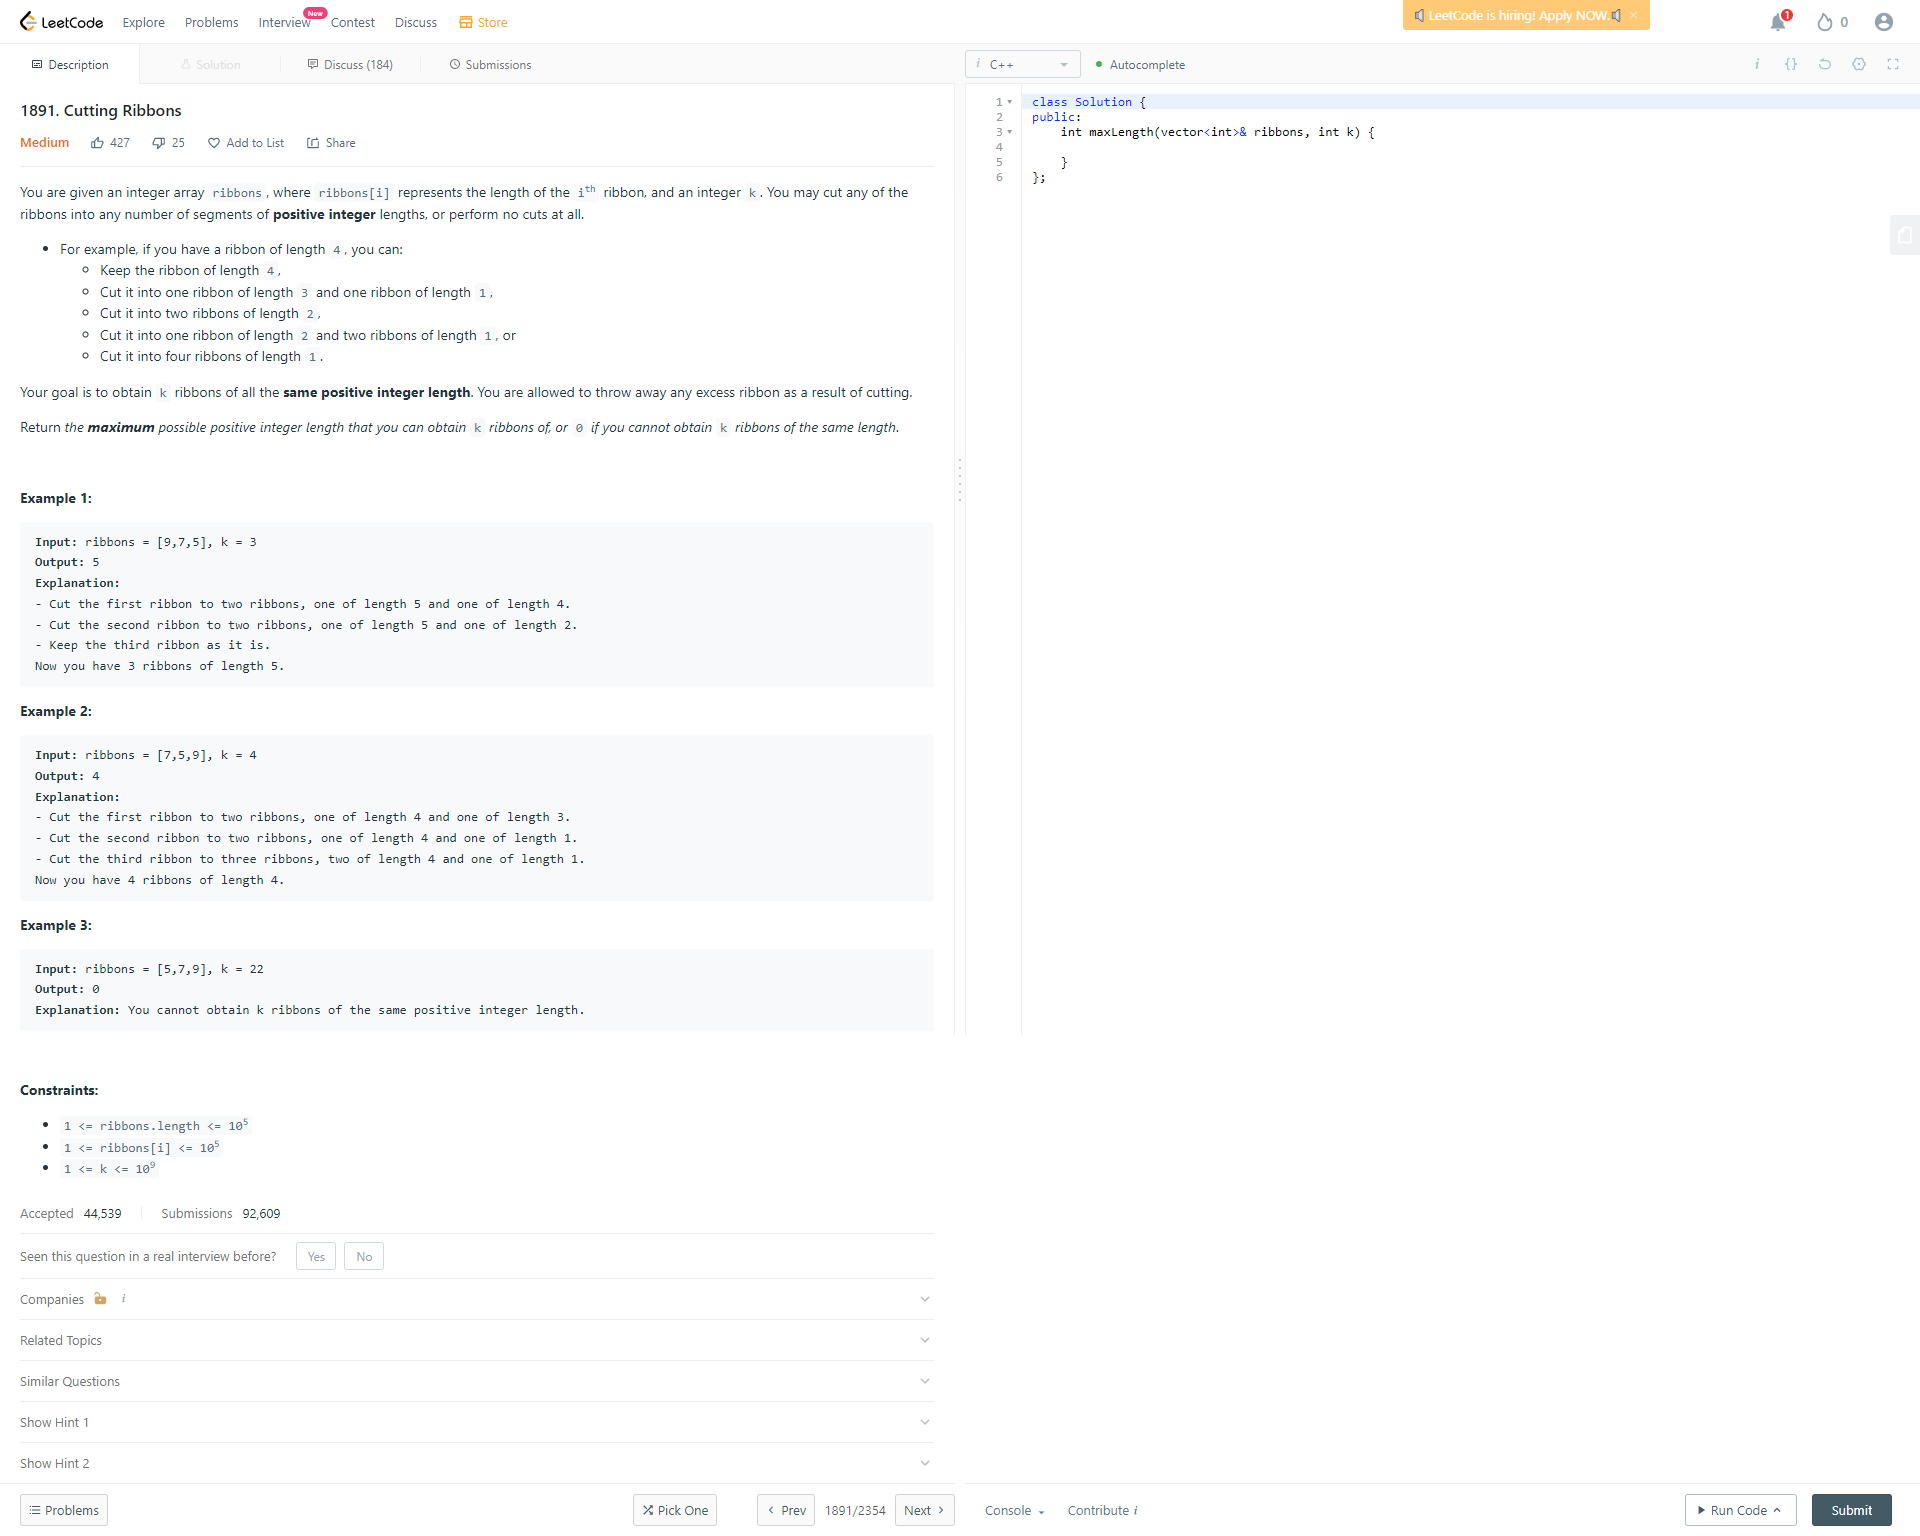 LeetCode Explore Problems Interview New Contest Discuss Store LeetCode is hiring! Apply NOW. 1 0
Description Solution Discuss (184) Submissions i C++ Autocomplete i {}
1891. Cutting Ribbons
Medium 427 25 Add to List Share
You are given an integer array ribbons, where ribbons[i] represents the length of the ith ribbon, and an integer k. You may cut any of the
ribbons into any number of segments of positive integer lengths, or perform no cuts at all.
For example, if you have a ribbon of length 4, you can:
Keep the ribbon of length 4,
Cut it into one ribbon of length 3 and one ribbon of length 1,
Cut it into two ribbons of length 2,
Cut it into one ribbon of length 2 and two ribbons of length 1, or
Cut it into four ribbons of length 1.
Your goal is to obtain k ribbons of all the same positive integer length. You are allowed to throw away any excess ribbon as a result of cutting.
Return the maximum possible positive integer length that you can obtain k ribbons of, or 0 if you cannot obtain k ribbons of the same length.
Example 1:
Input: ribbons = [9,7,5], k = 3
Output: 5
Explanation:
- Cut the first ribbon to two ribbons, one of length 5 and one of length 4.
- Cut the second ribbon to two ribbons, one of length 5 and one of length 2.
- Keep the third ribbon as it is.
Now you have 3 ribbons of length 5.
Example 2:
Input: ribbons = [7,5,9], k = 4
Output: 4
Explanation:
- Cut the first ribbon to two ribbons, one of length 4 and one of length 3.
- Cut the second ribbon to two ribbons, one of length 4 and one of length 1.
- Cut the third ribbon to three ribbons, two of length 4 and one of length 1.
Now you have 4 ribbons of length 4.
Example 3:
Input: ribbons = [5,7,9], k = 22
Output: 0
Explanation: You cannot obtain k ribbons of the same positive integer length.
Constraints:
1 <= ribbons.length <= 10^5
1 <= ribbons[i] <= 10^5
1 <= k <= 10^9
Accepted 44,539 Submissions 92,609
Seen this question in a real interview before? Yes No
Companies i
Related Topics
Similar Questions
Show Hint 1
Show Hint 2
Problems Pick One Prev 1891/2354 Next
1 class Solution {
2 public:
3 int maxLength(vector<int>& ribbons, int k) {
4
5 }
6 };
Console Contribute i Run Code Submit